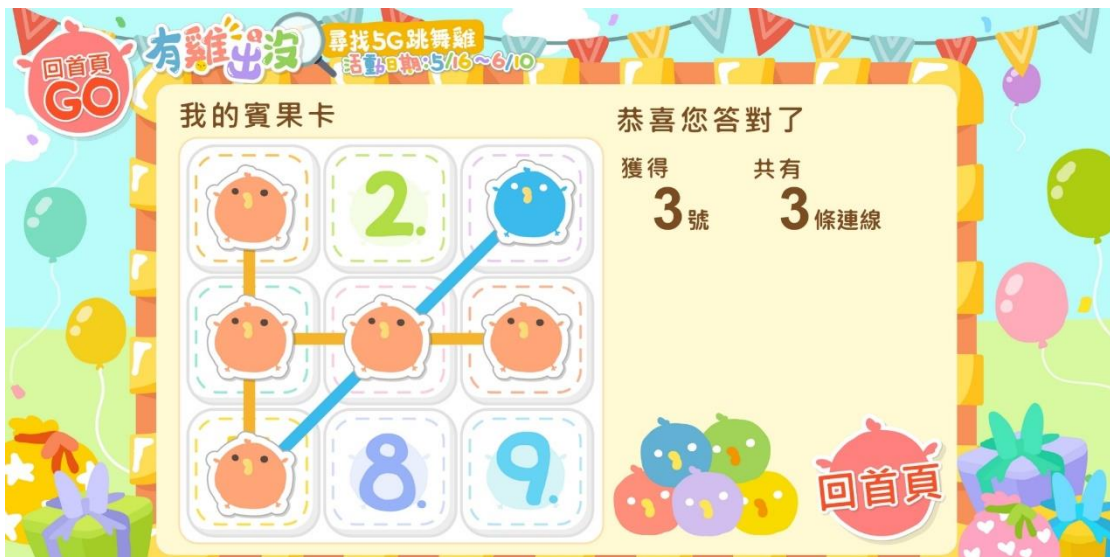 回首頁
GO
有雞出沒
尋找5G跳舞雞
活動日期:5/16~6/10
我的賓果卡
2.
8.
9.
恭喜您答對了
獲得
3號
共有
3條連線
回首頁